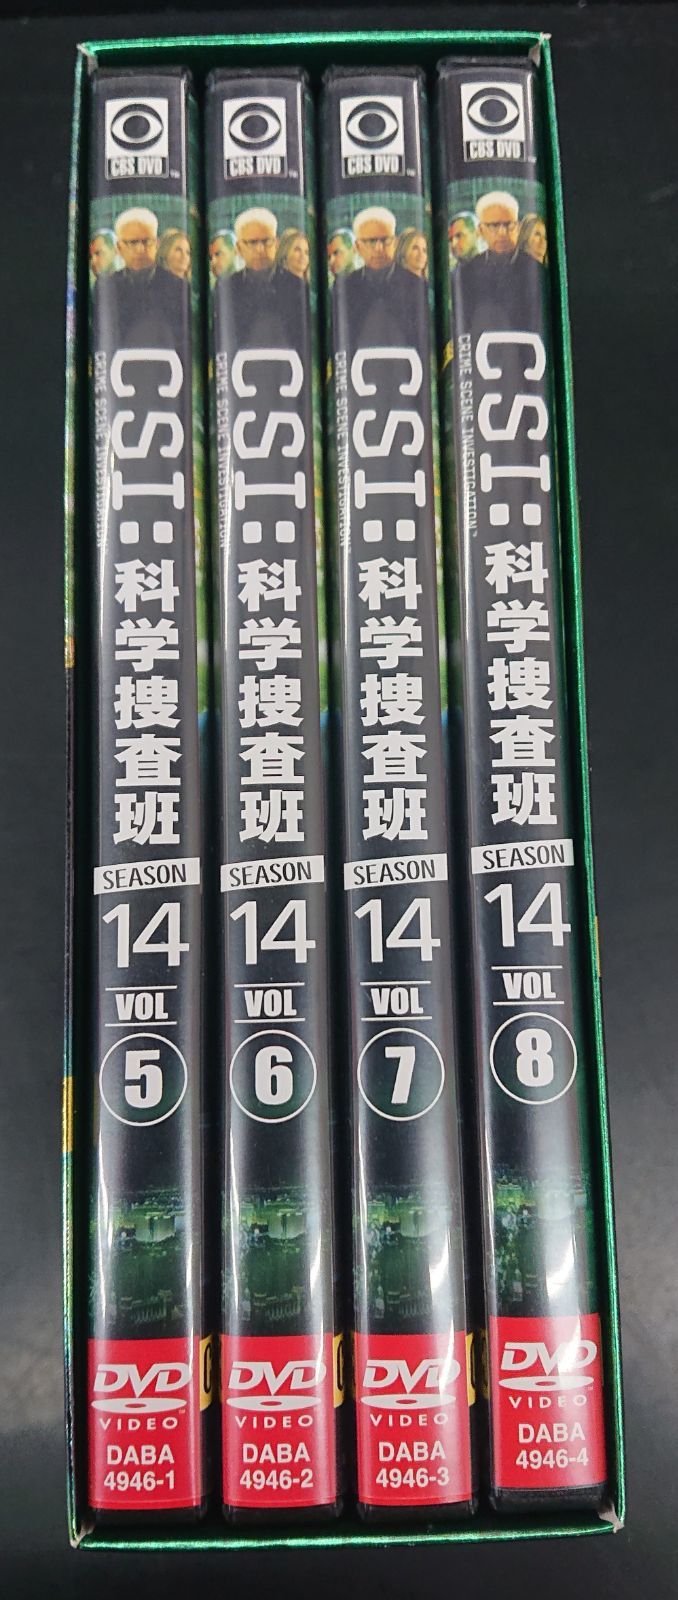 CBS DVD
CSI:科学捜査班
CRIME SCENE INVESTIGATION
SEASON
14
VOL
5
DVD
VIDEO
DABA
4946-1
CBS DVD
CSI:科学捜査班
CRIME SCENE INVESTIGATION
SEASON
14
VOL
6
DVD
VIDEO
DABA
4946-2
CBS DVD
CSI:科学捜査班
CRIME SCENE INVESTIGATION
SEASON
14
VOL
7
DVD
VIDEO
DABA
4946-3
CBS DVD
CSI:科学捜査班
CRIME SCENE INVESTIGATION™
SEASON
14
VOL
8
DVD
VIDEO
DABA
4946-4